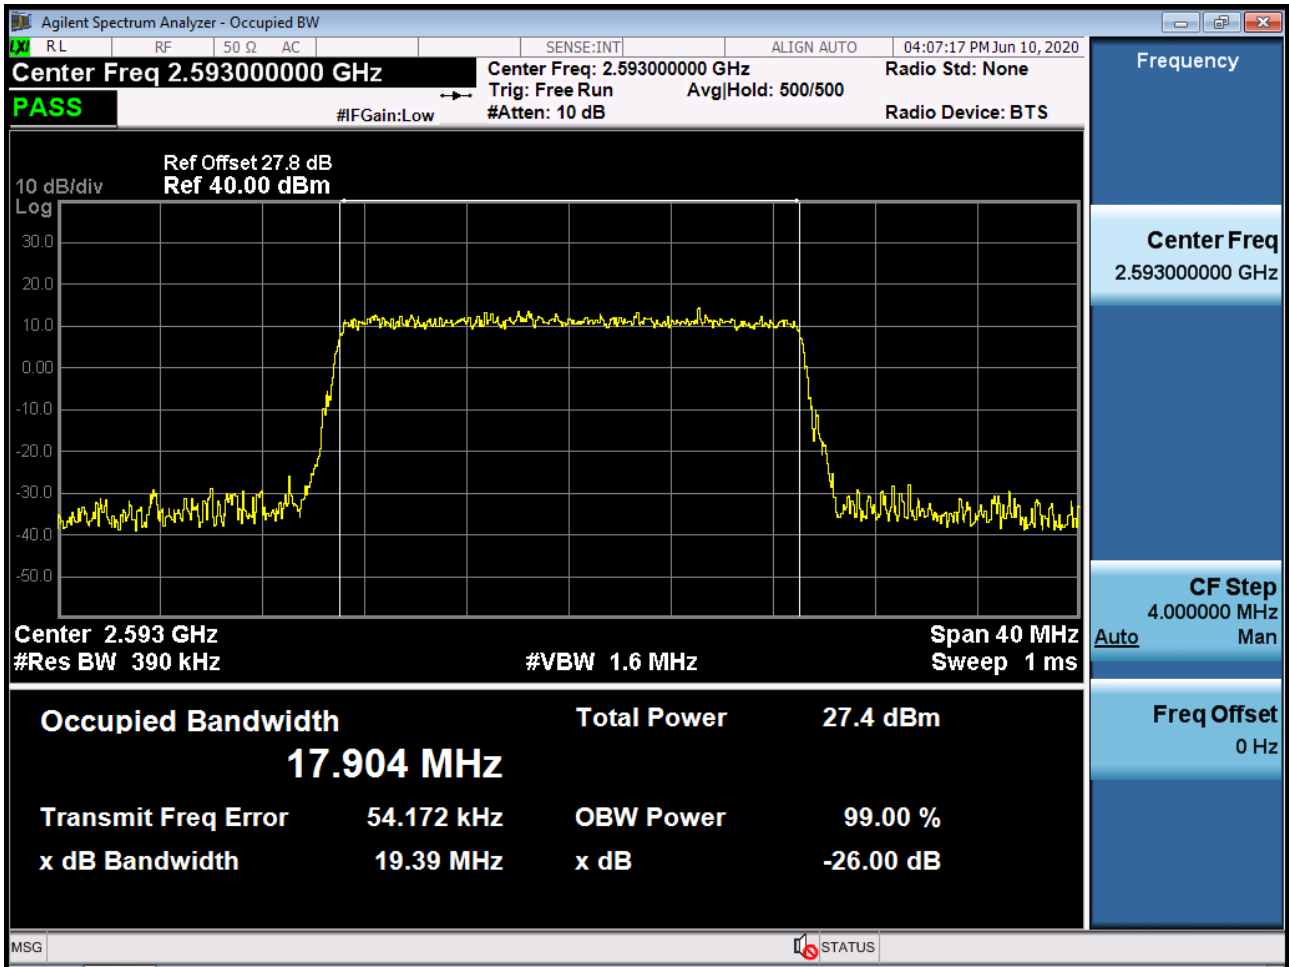 Agilent Spectrum Analyzer - Occupied BW
LXI RL RF 50 Ω AC SENSE:INT ALIGN AUTO 04:07:17 PM Jun 10, 2020
Center Freq 2.593000000 GHz
Center Freq: 2.593000000 GHz
Radio Std: None
Trig: Free Run Avg|Hold: 500/500
PASS
#IFGain:Low
#Atten: 10 dB
Radio Device: BTS
Ref Offset 27.8 dB
10 dB/div Ref 40.00 dBm
Log
30.0
20.0
10.0
0.00
-10.0
-20.0
-30.0
-40.0
-50.0
Center 2.593 GHz Span 40 MHz
#Res BW 390 kHz #VBW 1.6 MHz Sweep 1 ms
Occupied Bandwidth Total Power 27.4 dBm
17.904 MHz
Transmit Freq Error 54.172 kHz OBW Power 99.00 %
x dB Bandwidth 19.39 MHz x dB -26.00 dB
MSG STATUS
Frequency
Center Freq
2.593000000 GHz
CF Step
4.000000 MHz
Auto Man
Freq Offset
0 Hz